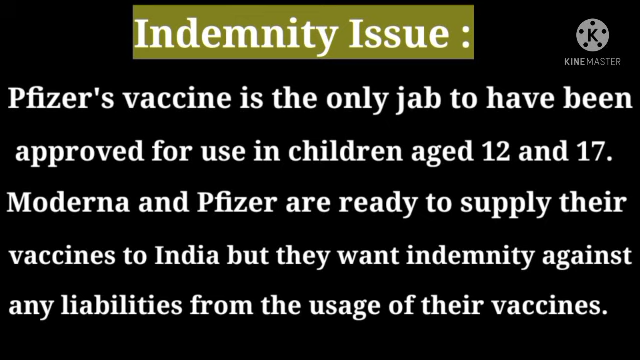 Indemnity Issue :
KINEMASTER
Pfizer's vaccine is the only jab to have been
approved for use in children aged 12 and 17.
Moderna and Pfizer are ready to supply their
vaccines to India but they want indemnity against
any liabilities from the usage of their vaccines.